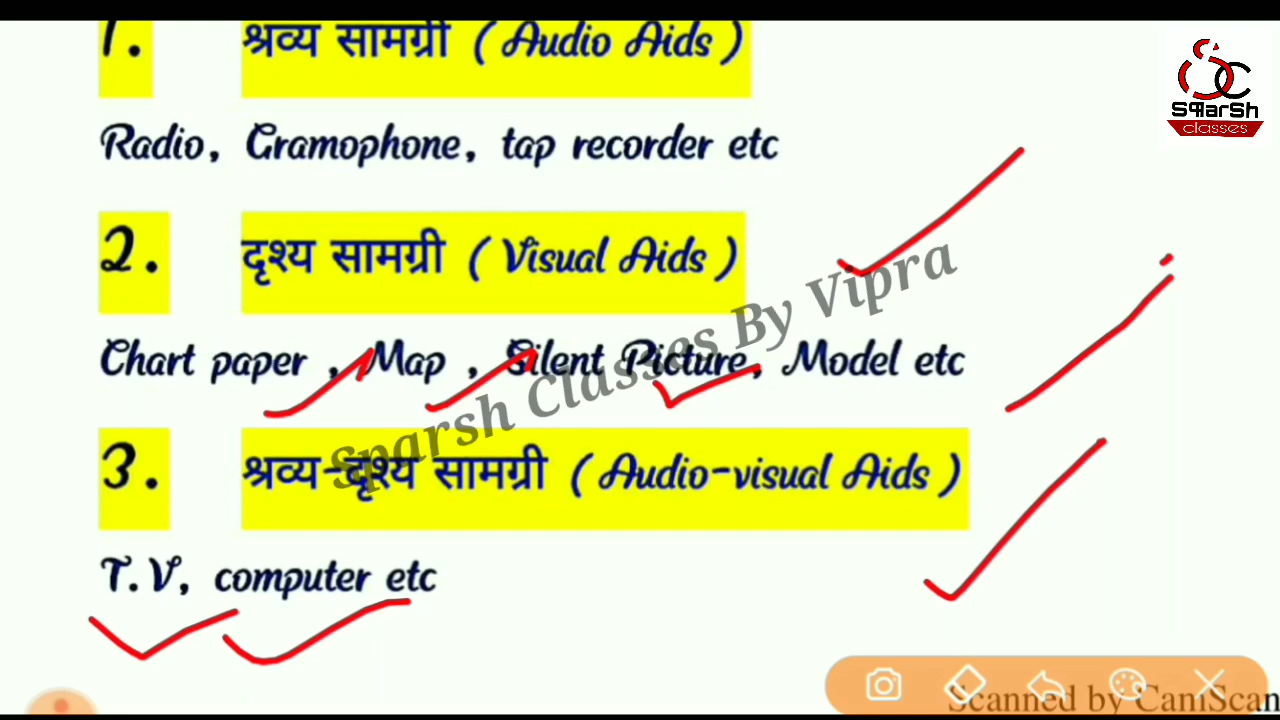 1. श्रव्य सामग्री ( Audio Aids )
Radio, Gramophone, tap recorder etc
2. दृश्य सामग्री ( Visual Aids )
Chart paper , Map , Silent Picture, Model etc
3. श्रव्य-दृश्य सामग्री ( Audio-visual Aids )
T.V, computer etc
Sparsh Classes By Vipra
SC
Sparsh
classes
Scanned by CamScan